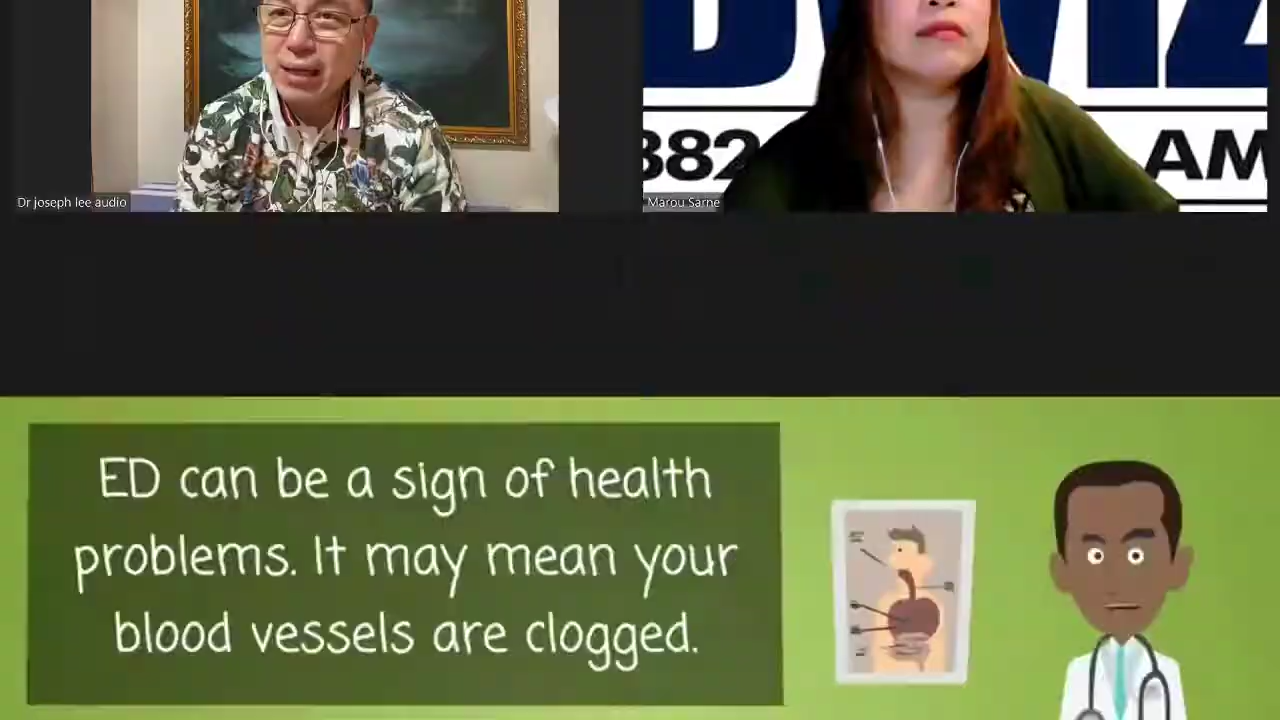 DWIZ
882 AM
Dr joseph lee audio
Marou Sarne
ED can be a sign of health
problems. It may mean your
blood vessels are clogged.